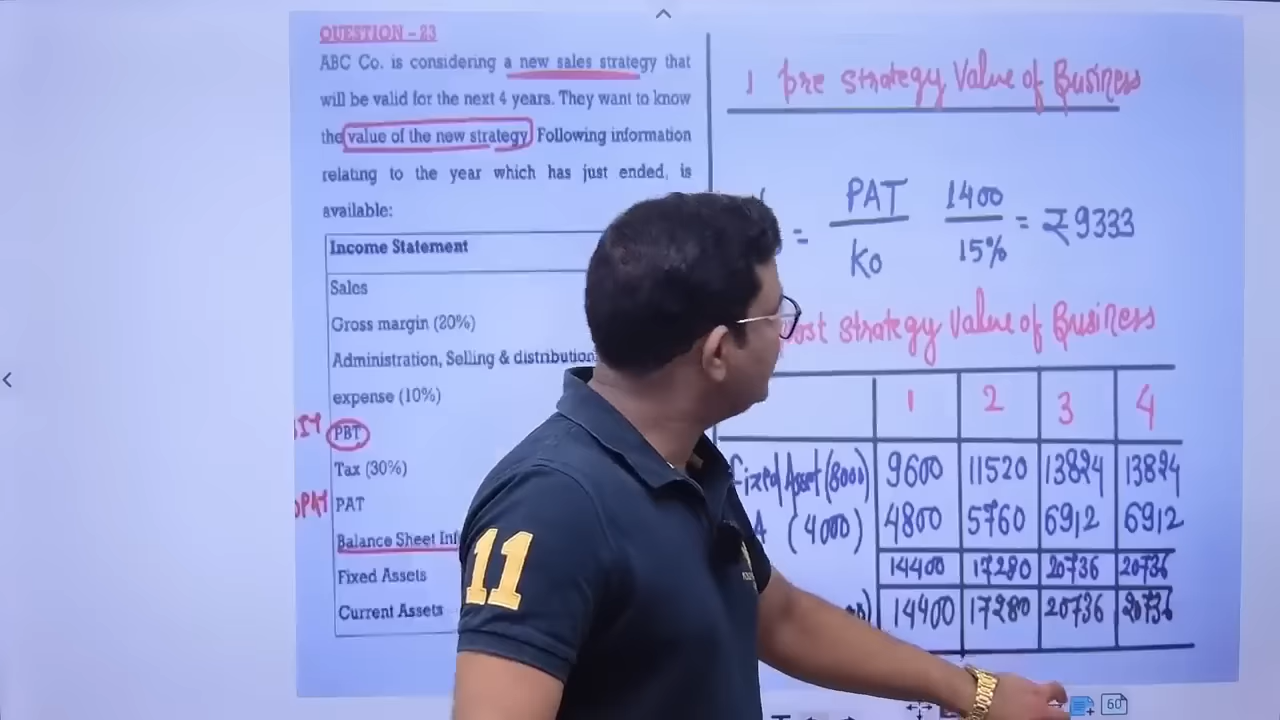 QUESTION - 23
ABC Co. is considering a new sales strategy that
will be valid for the next 4 years. They want to know
the value of the new strategy. Following information
relating to the year which has just ended, is
available:
Income Statement
Sales
Gross margin (20%)
Administration, Selling & distribution
expense (10%)
PBT
Tax (30%)
PAT
Balance Sheet
Fixed Assets
Current Assets
1 pre strategy Value of Business
= PAT / Ko 1400 / 15% = ₹9333
strategy Value of Business
1 2 3 4
Fixed Asset (8000) 9600 11520 13824 13824
(4000) 4800 5760 6912 6912
14400 17280 20736 20736
14400 17280 20736 20736
11
60